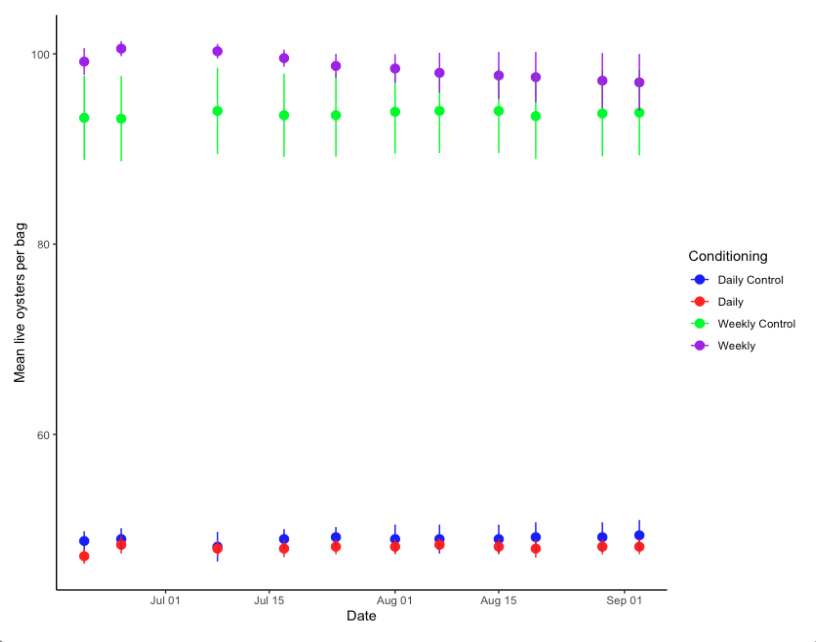 Mean live oysters per bag
100
80
60
Jul 01
Jul 15
Aug 01
Aug 15
Sep 01
Date
Conditioning
Daily Control
Daily
Weekly Control
Weekly